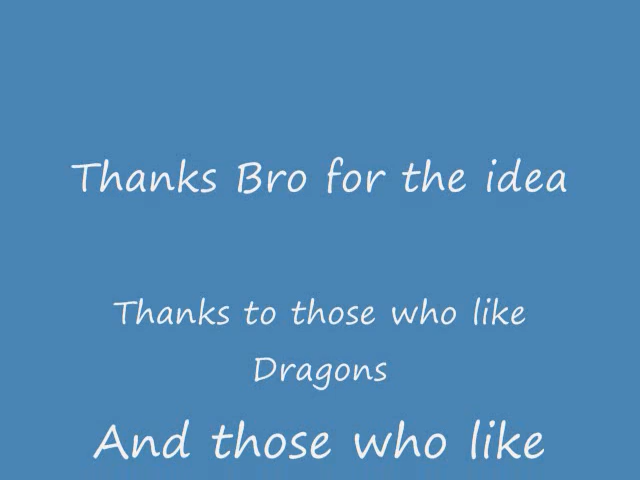 Thanks Bro for the idea
Thanks to those who like
Dragons
And those who like